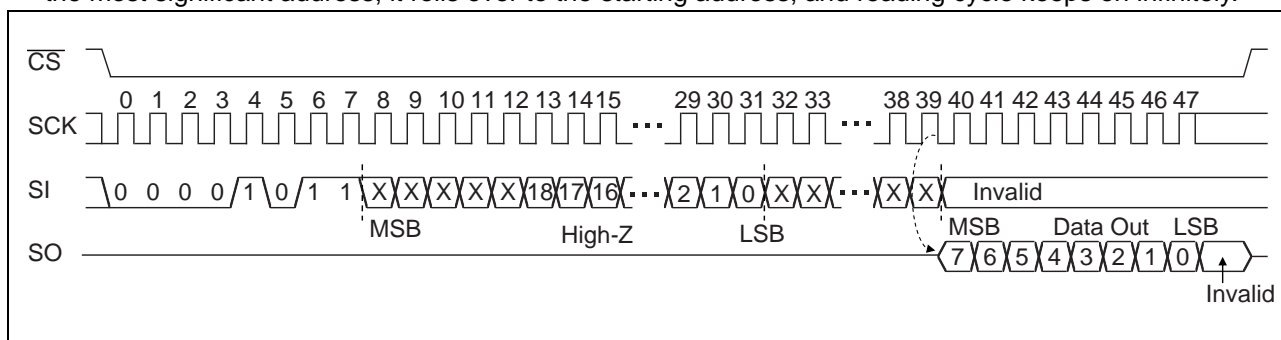 the most significant address, it rolls over to the starting address, and reading cycle keeps on infinitely.
CS
0 1 2 3 4 5 6 7 8 9 10 11 12 13 14 15 29 30 31 32 33 38 39 40 41 42 43 44 45 46 47
SCK
SI 0 0 0 0 1 0 1 1 X X X X X 18 17 16 2 1 0 X X X X Invalid
MSB High-Z LSB MSB Data Out LSB
SO 7 6 5 4 3 2 1 0
Invalid